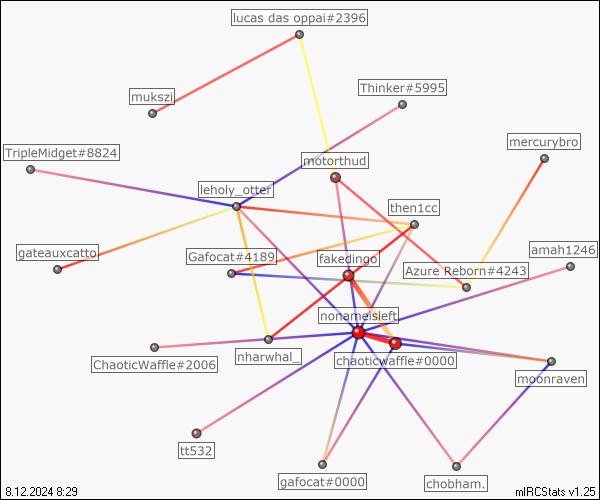 lucas das oppai#2396
Thinker#5995
mukszi
mercurybro
TripleMidget#8824
motorthud
leholy_otter
then1cc
gateauxcatto
Gafocat#4189
fakedingo
Azure Reborn#4243
amah1246
nonameisleft
ChaoticWaffle#2006
nharwhal_
chaoticwaffle#0000
moonraven
tt532
gafocat#0000
chobham.
8.12.2024 8:29
mIRCStats v1.25